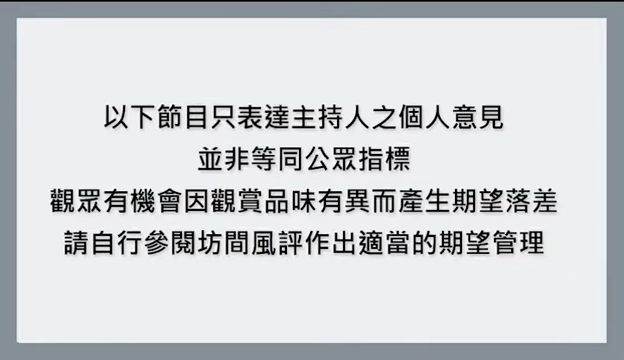 以下節目只表達主持人之個人意見
並非等同公眾指標
觀眾有機會因觀賞品味有異而產生期望落差
請自行參閱坊間風評作出適當的期望管理